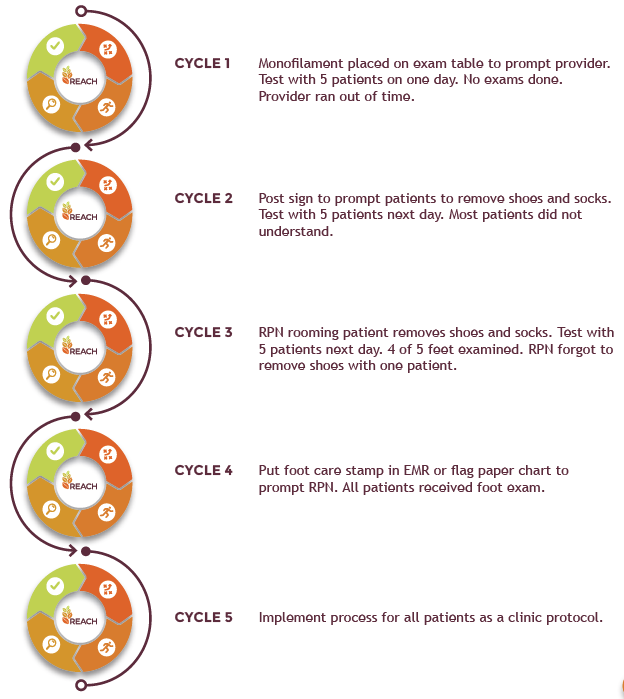 REACH
CYCLE 1
Monofilament placed on exam table to prompt provider.
Test with 5 patients on one day. No exams done.
Provider ran out of time.
REACH
CYCLE 2
Post sign to prompt patients to remove shoes and socks.
Test with 5 patients next day. Most patients did not
understand.
REACH
CYCLE 3
RPN rooming patient removes shoes and socks. Test with
5 patients next day. 4 of 5 feet examined. RPN forgot to
remove shoes with one patient.
REACH
CYCLE 4
Put foot care stamp in EMR or flag paper chart to
prompt RPN. All patients received foot exam.
REACH
CYCLE 5
Implement process for all patients as a clinic protocol.